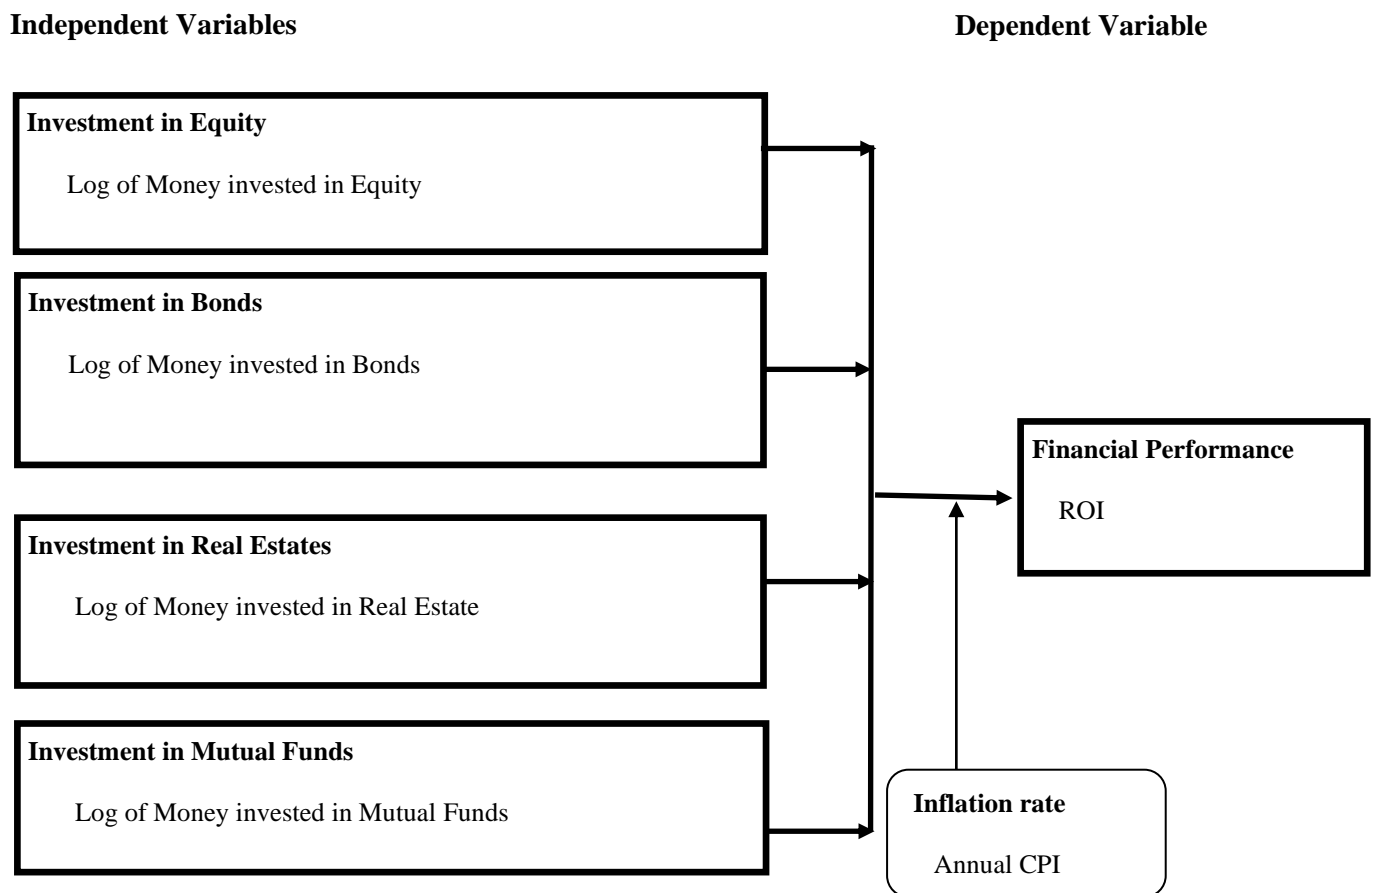 Independent Variables
Dependent Variable
Investment in Equity
Log of Money invested in Equity
Investment in Bonds
Log of Money invested in Bonds
Financial Performance
ROI
Investment in Real Estates
Log of Money invested in Real Estate
Investment in Mutual Funds
Log of Money invested in Mutual Funds
Inflation rate
Annual CPI